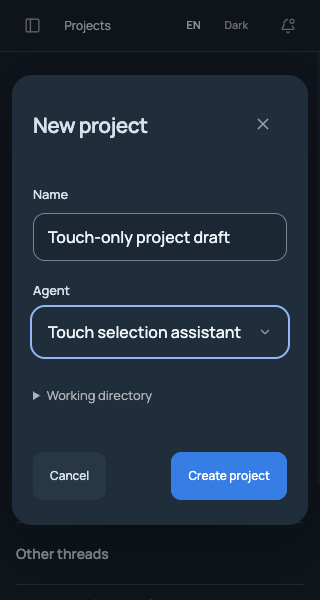 Projects
EN
Dark
New project
Name
Touch-only project draft
Agent
Touch selection assistant
Working directory
Cancel
Create project
Other threads